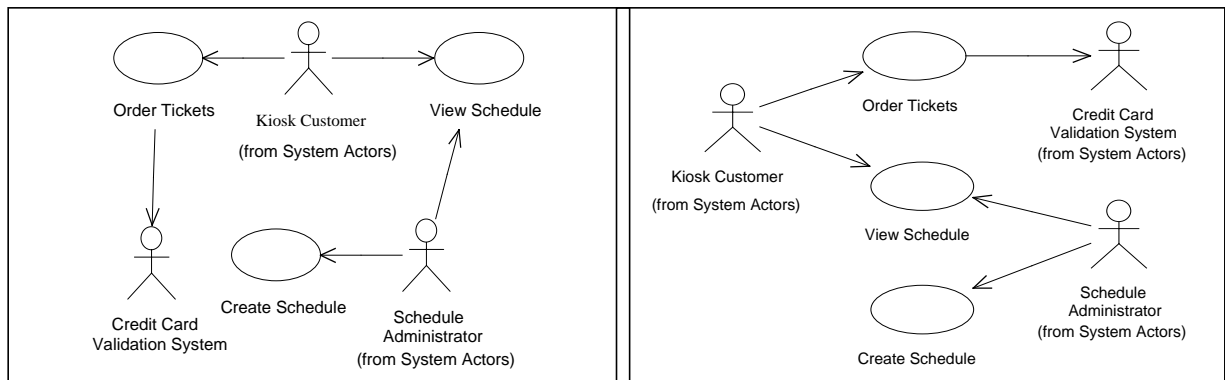 Order Tickets
Kiosk Customer
(from System Actors)
View Schedule
Create Schedule
Credit Card
Validation System
Schedule
Administrator
(from System Actors)
Order Tickets
Credit Card
Validation System
(from System Actors)
Kiosk Customer
(from System Actors)
View Schedule
Schedule
Administrator
(from System Actors)
Create Schedule